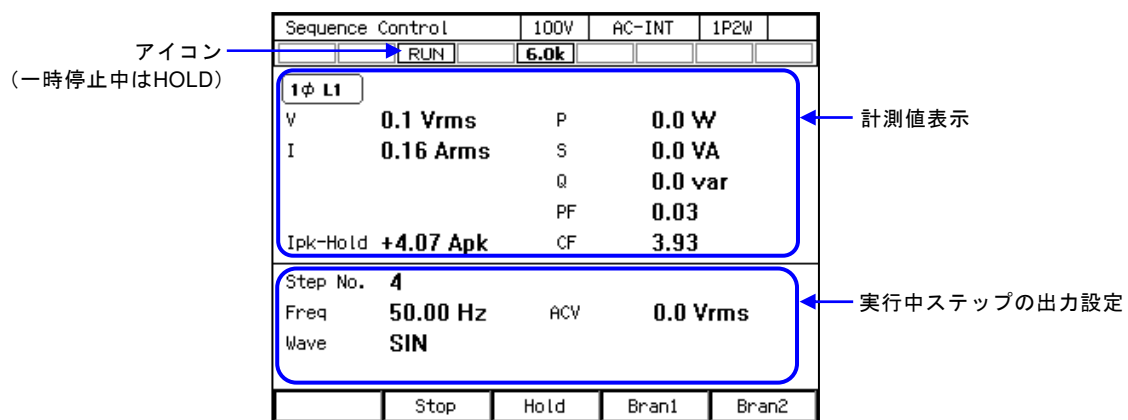 Sequence Control 100V AC-INT 1P2W
アイコン
(一時停止中はHOLD)
RUN 6.0k
1φ L1
V 0.1 Vrms P 0.0 W
計測値表示
I 0.16 Arms S 0.0 VA
Q 0.0 var
PF 0.03
Ipk-Hold +4.07 Apk CF 3.93
Step No. 4
Freq 50.00 Hz ACV 0.0 Vrms
実行中ステップの出力設定
Wave SIN
Stop Hold Bran1 Bran2